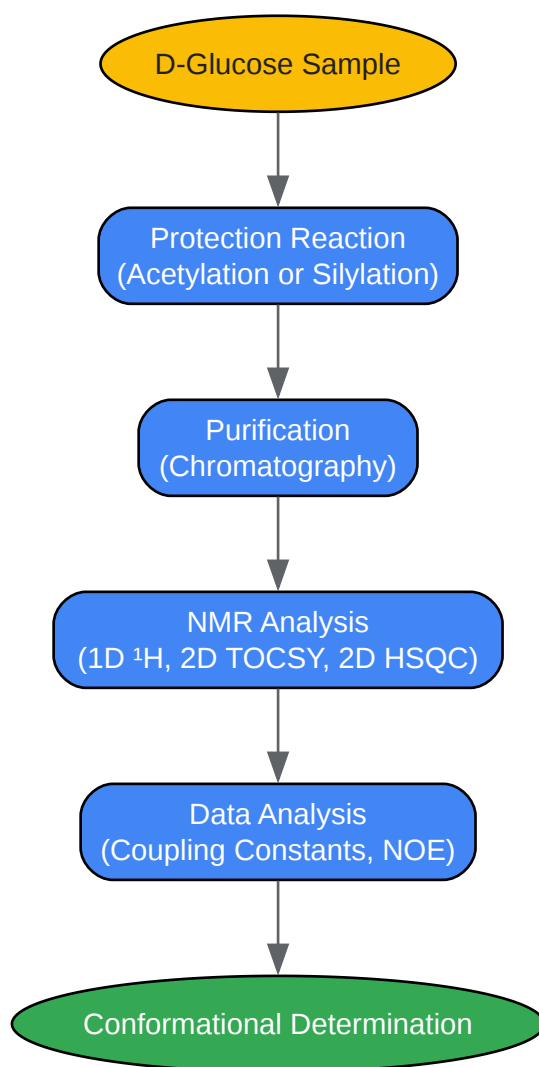 D-Glucose Sample
Protection Reaction
(Acetylation or Silylation)
Purification
(Chromatography)
NMR Analysis
(1D ¹H, 2D TOCSY, 2D HSQC)
Data Analysis
(Coupling Constants, NOE)
Conformational Determination